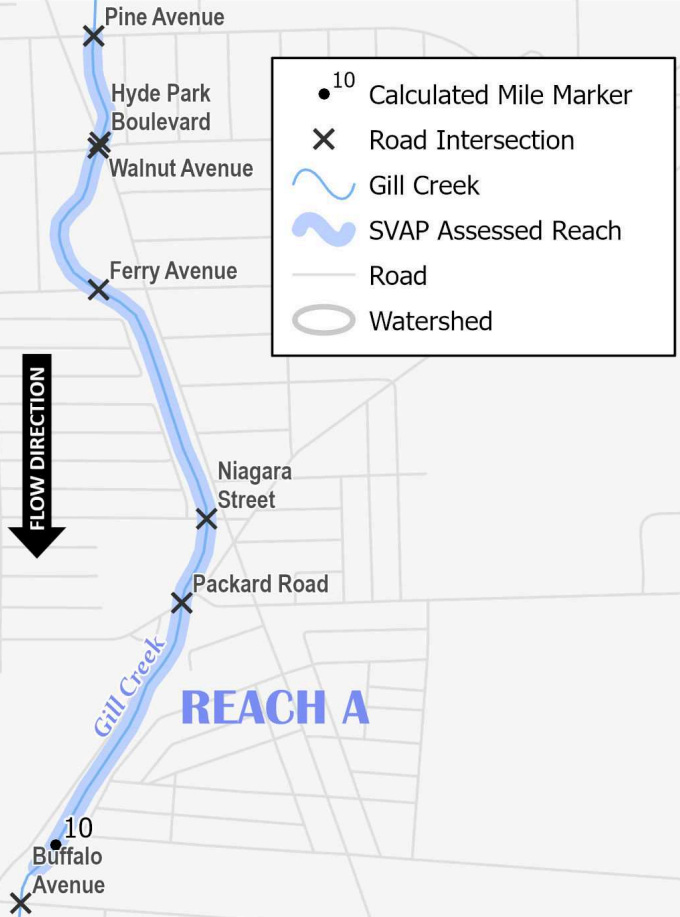 Pine Avenue
Hyde Park
Boulevard
Walnut Avenue
10
Calculated Mile Marker
Road Intersection
Gill Creek
SVAP Assessed Reach
Road
Watershed
Ferry Avenue
FLOW DIRECTION
Niagara
Street
Packard Road
Gill Creek
REACH A
10
Buffalo
Avenue